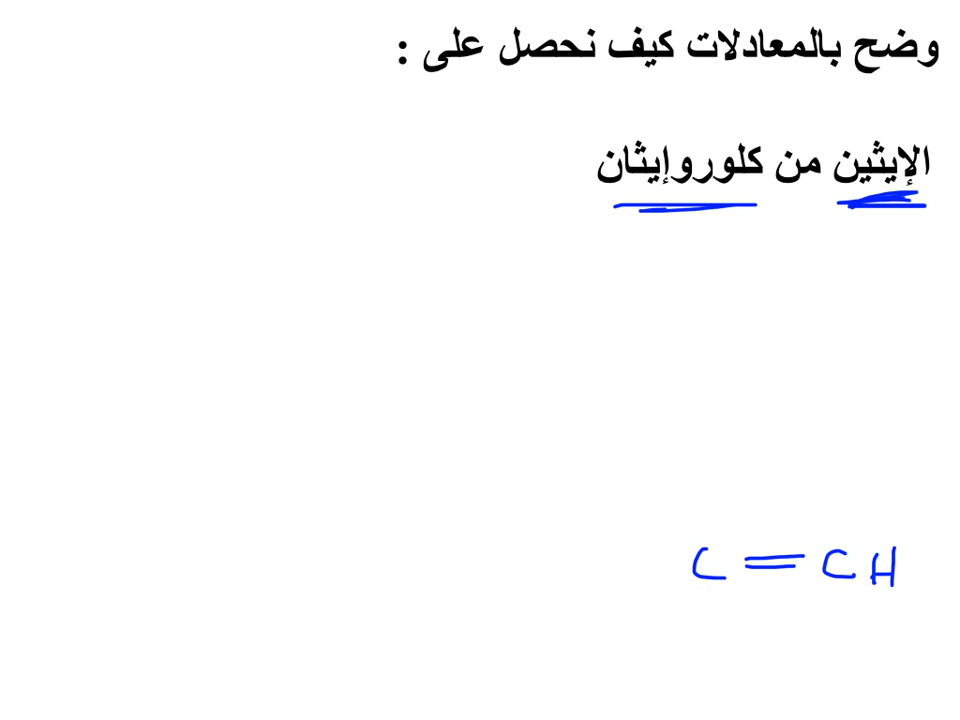 وضح بالمعادلات كيف نحصل على :
الإيثين من كلوروإيثان
C = CH